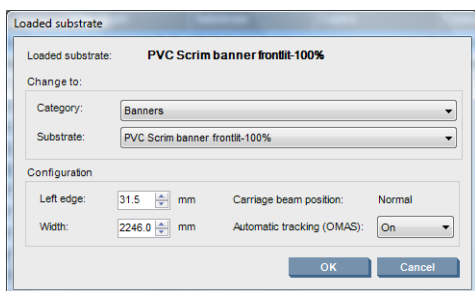 Loaded substrate
Loaded substrate: PVC Scrim banner frontlit-100%
Change to:
Category: Banners
Substrate: PVC Scrim banner frontlit-100%
Configuration
Left edge: 31.5 mm Carriage beam position: Normal
Width: 2246.0 mm Automatic tracking (OMAS): On
OK Cancel